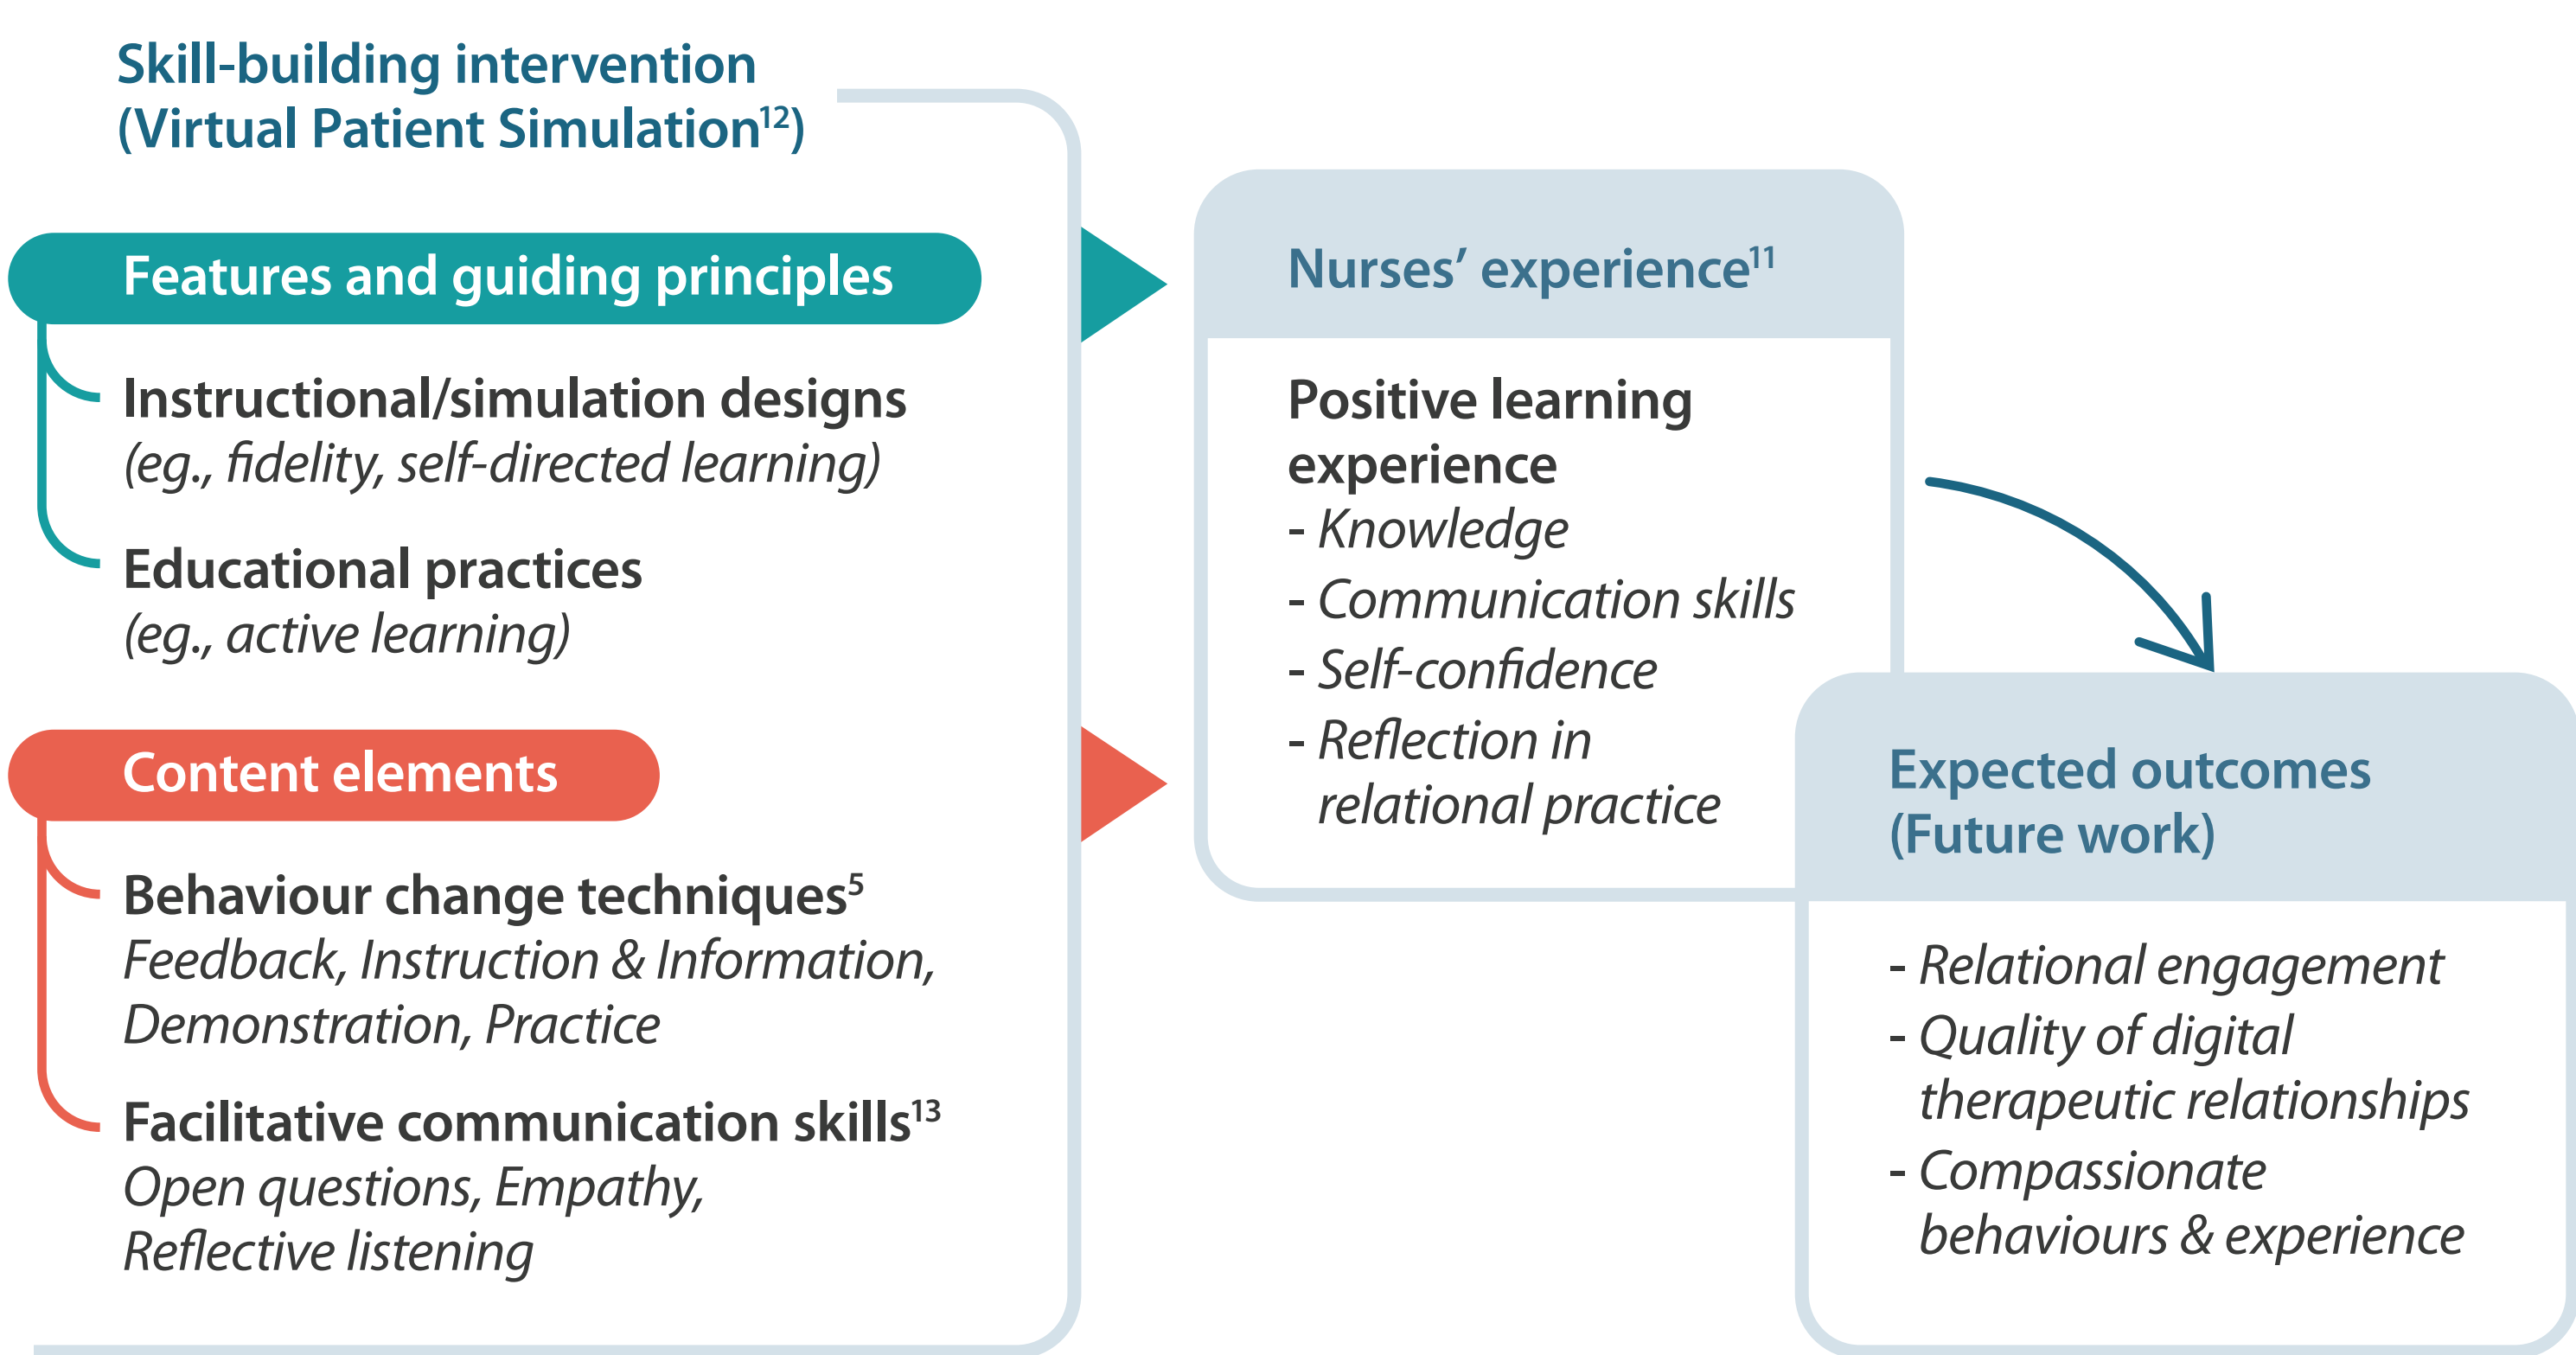 Skill-building intervention
(Virtual Patient Simulation¹²)
Features and guiding principles
Instructional/simulation designs
(eg., fidelity, self-directed learning)
Educational practices
(eg., active learning)
Content elements
Behaviour change techniques⁵
Feedback, Instruction & Information,
Demonstration, Practice
Facilitative communication skills¹³
Open questions, Empathy,
Reflective listening
Nurses’ experience¹¹
Positive learning
experience
- Knowledge
- Communication skills
- Self-confidence
- Reflection in
relational practice
Expected outcomes
(Future work)
- Relational engagement
- Quality of digital
therapeutic relationships
- Compassionate
behaviours & experience